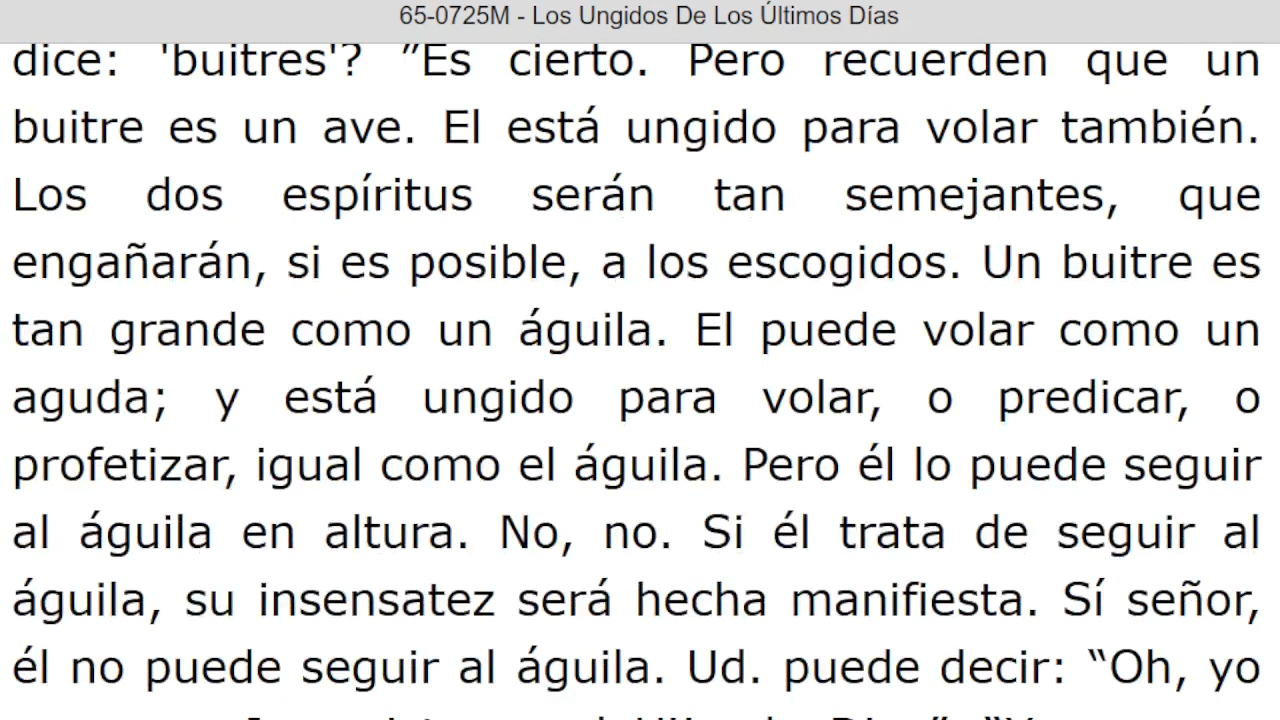 65-0725M - Los Ungidos De Los Últimos Días
dice: 'buitres'? ”Es cierto. Pero recuerden que un
buitre es un ave. El está ungido para volar también.
Los dos espíritus serán tan semejantes, que
engañarán, si es posible, a los escogidos. Un buitre es
tan grande como un águila. El puede volar como un
aguda; y está ungido para volar, o predicar, o
profetizar, igual como el águila. Pero él lo puede seguir
al águila en altura. No, no. Si él trata de seguir al
águila, su insensatez será hecha manifiesta. Sí señor,
él no puede seguir al águila. Ud. puede decir: “Oh, yo